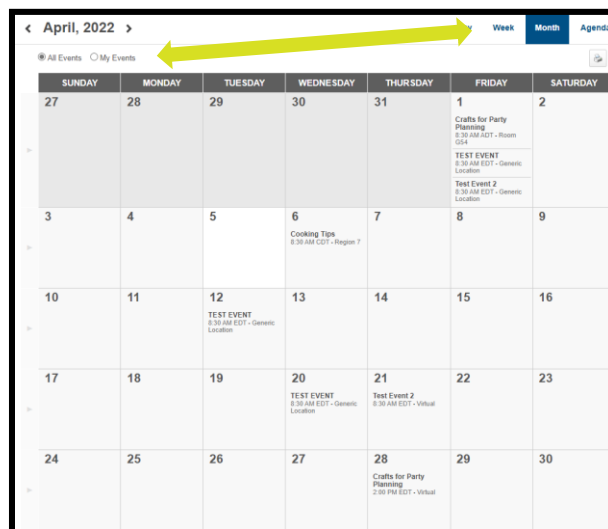 ‹ April, 2022 ›
Week Month Agenda
All Events My Events
SUNDAY MONDAY TUESDAY WEDNESDAY THURSDAY FRIDAY SATURDAY
27 28 29 30 31 1 2
Crafts for Party
Planning
8:30 AM ADT - Room
GS4
TEST EVENT
8:30 AM EDT - Generic
Location
Test Event 2
8:30 AM EDT - Generic
Location
3 4 5 6 7 8 9
Cooking Tips
8:30 AM CDT - Region 7
10 11 12 13 14 15 16
TEST EVENT
8:30 AM EDT - Generic
Location
17 18 19 20 21 22 23
TEST EVENT
8:30 AM EDT - Generic
Location
Test Event 2
8:30 AM EDT - Virtual
24 25 26 27 28 29 30
Crafts for Party
Planning
2:00 PM EDT - Virtual